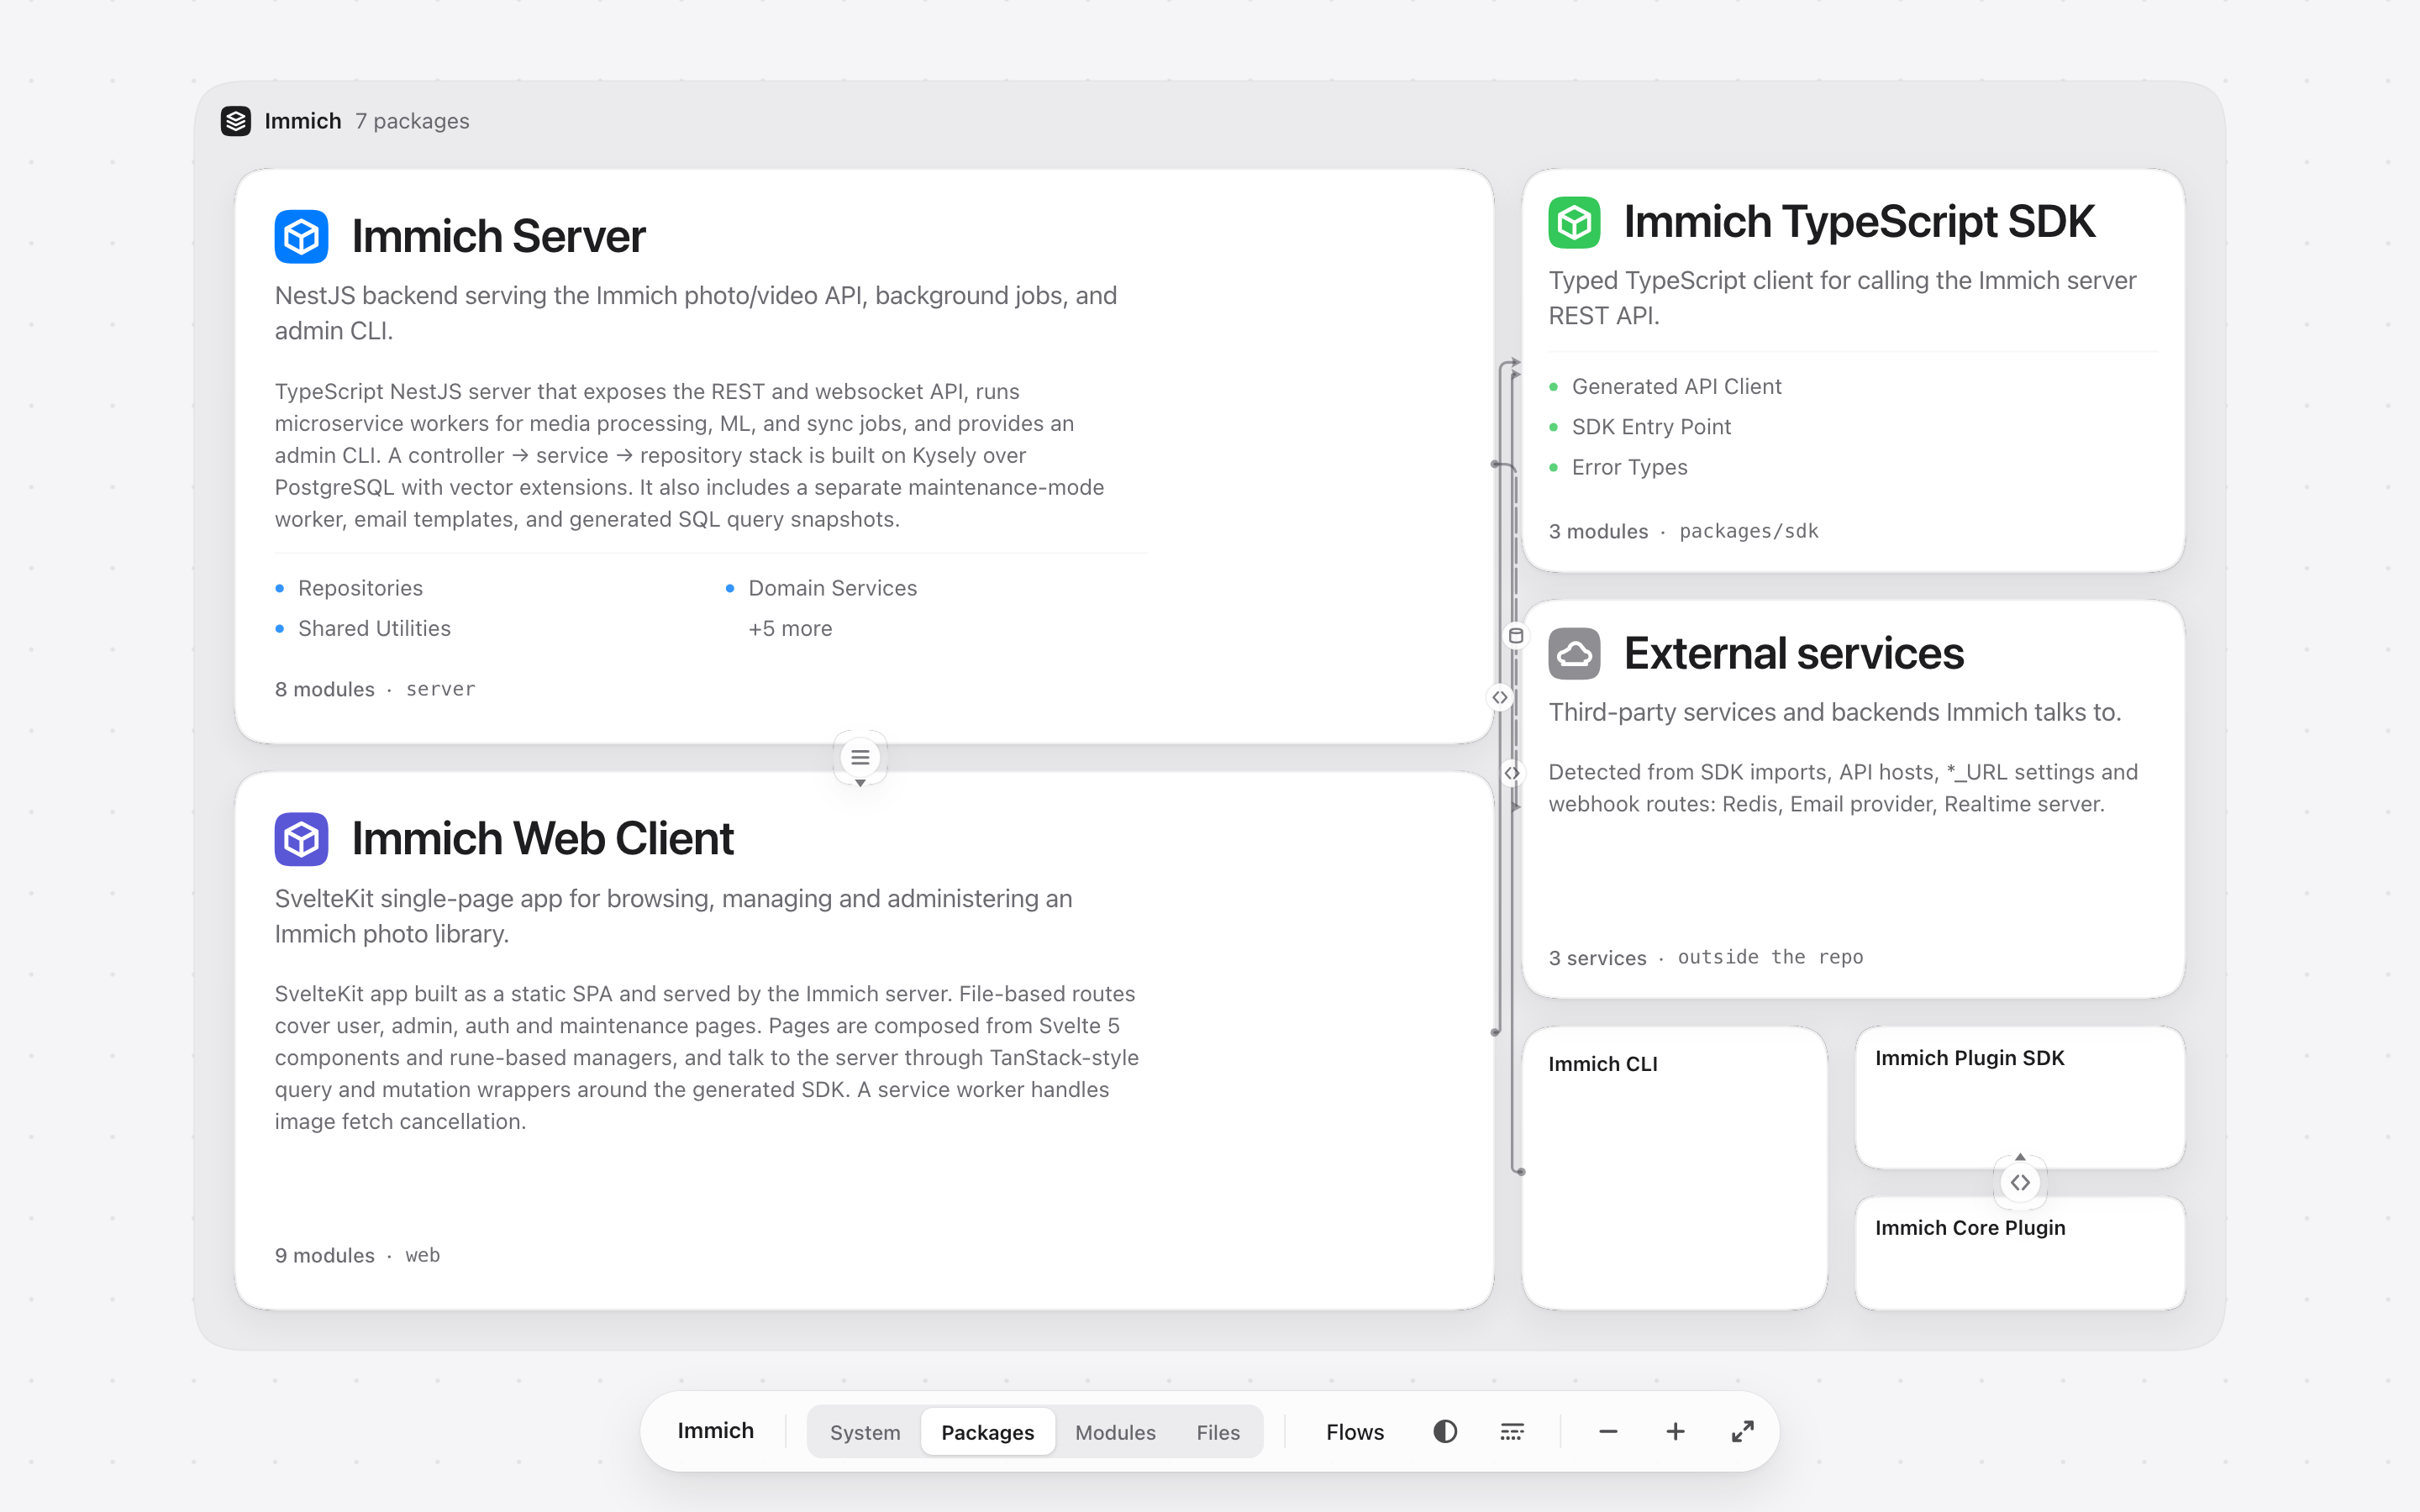 Immich 7 packages
Immich Server
NestJS backend serving the Immich photo/video API, background jobs, and
admin CLI.
TypeScript NestJS server that exposes the REST and websocket API, runs
microservice workers for media processing, ML, and sync jobs, and provides an
admin CLI. A controller → service → repository stack is built on Kysely over
PostgreSQL with vector extensions. It also includes a separate maintenance-mode
worker, email templates, and generated SQL query snapshots.
Repositories
Domain Services
Shared Utilities
+5 more
8 modules · server
Immich Web Client
SvelteKit single-page app for browsing, managing and administering an
Immich photo library.
SvelteKit app built as a static SPA and served by the Immich server. File-based routes
cover user, admin, auth and maintenance pages. Pages are composed from Svelte 5
components and rune-based managers, and talk to the server through TanStack-style
query and mutation wrappers around the generated SDK. A service worker handles
image fetch cancellation.
9 modules · web
Immich TypeScript SDK
Typed TypeScript client for calling the Immich server
REST API.
Generated API Client
SDK Entry Point
Error Types
3 modules · packages/sdk
External services
Third-party services and backends Immich talks to.
Detected from SDK imports, API hosts, *_URL settings and
webhook routes: Redis, Email provider, Realtime server.
3 services · outside the repo
Immich CLI
Immich Plugin SDK
Immich Core Plugin
Immich System Packages Modules Files Flows